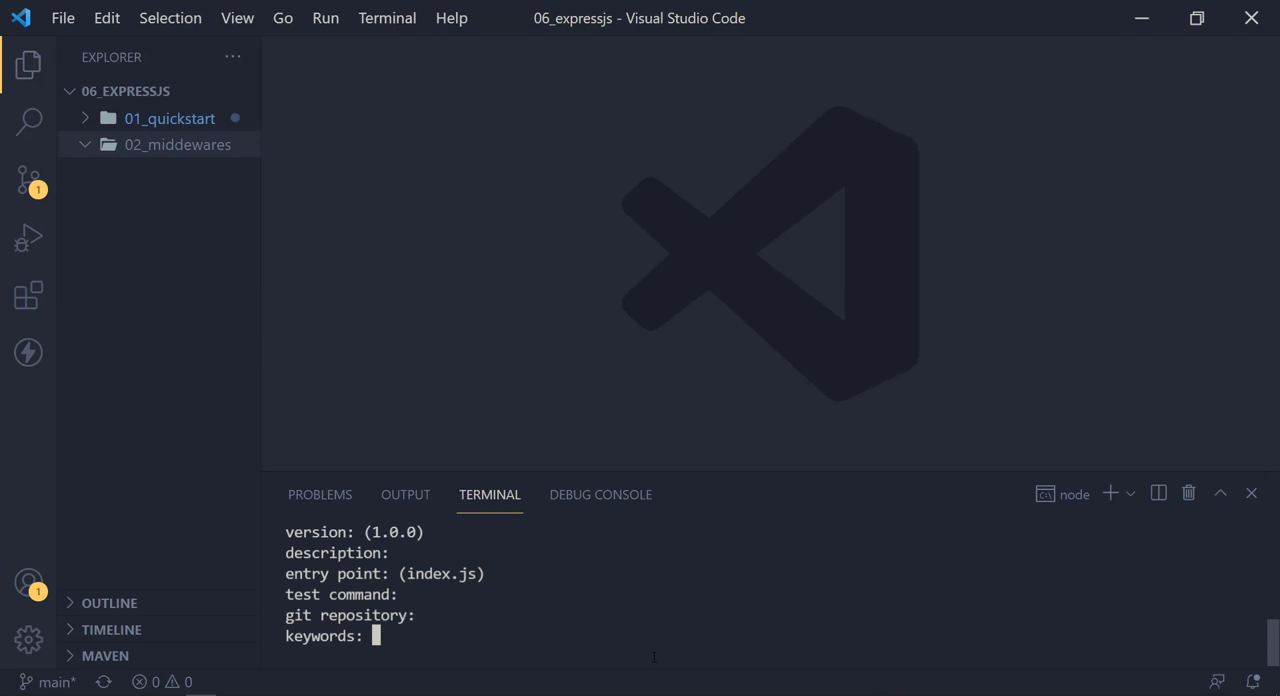 File Edit Selection View Go Run Terminal Help
06_expressjs - Visual Studio Code
EXPLORER
06_EXPRESSJS
01_quickstart
02_middewares
1
1
OUTLINE
TIMELINE
MAVEN
PROBLEMS OUTPUT TERMINAL DEBUG CONSOLE
node
version: (1.0.0)
description:
entry point: (index.js)
test command:
git repository:
keywords:
main* 0 0